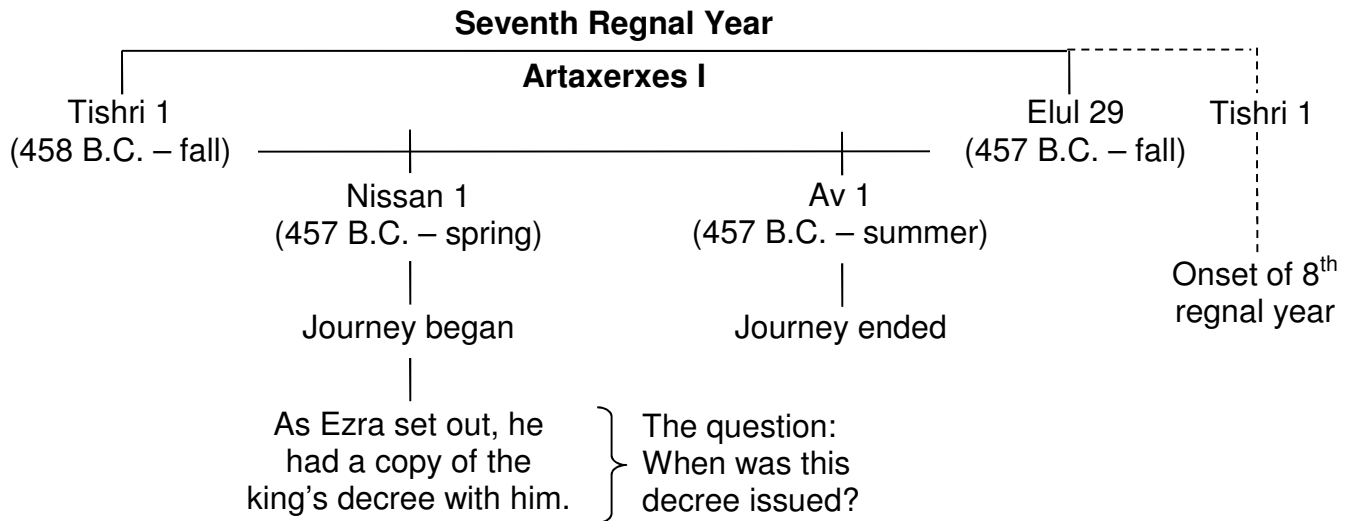 Seventh Regnal Year
Artaxerxes I
Tishri 1
(458 B.C. – fall)
Elul 29
(457 B.C. – fall)
Tishri 1
Nissan 1
(457 B.C. – spring)
Av 1
(457 B.C. – summer)
Onset of 8th
regnal year
Journey began
Journey ended
As Ezra set out, he
had a copy of the
king's decree with him.
The question:
When was this
decree issued?